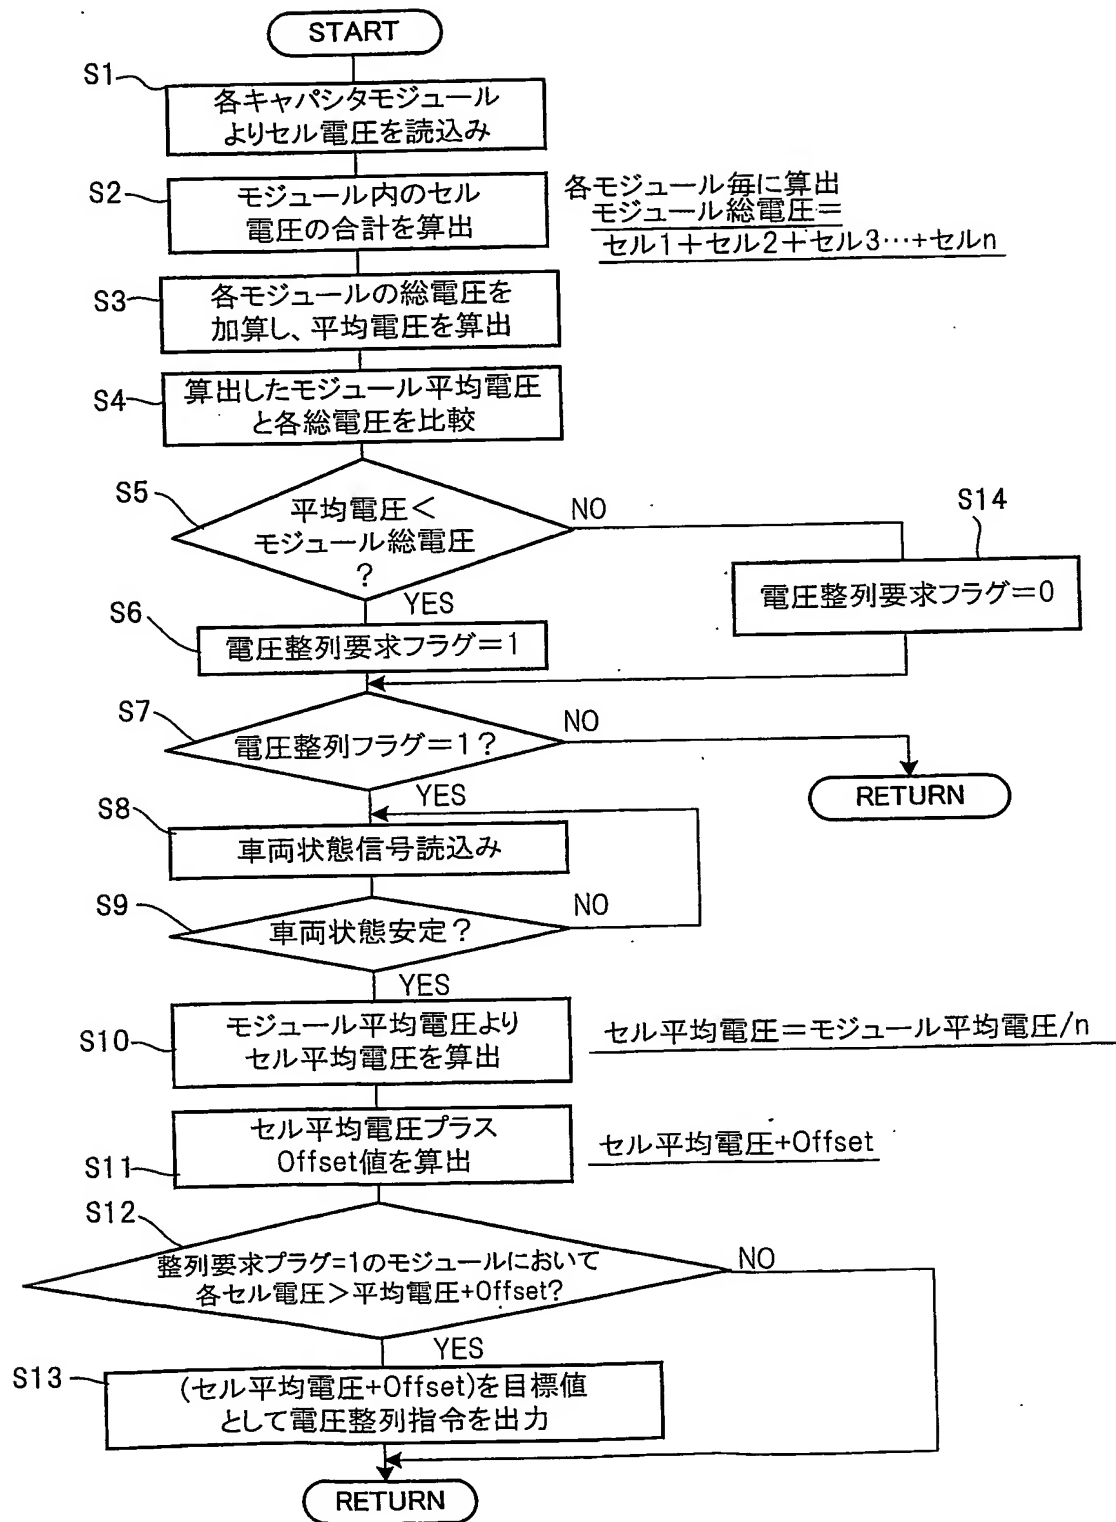 START
S1
各キャパシタモジュール
よりセル電圧を読込み
S2
モジュール内のセル
電圧の合計を算出
各モジュール毎に算出
モジュール総電圧＝
セル1＋セル2＋セル3…+セルn
S3
各モジュールの総電圧を
加算し、平均電圧を算出
S4
算出したモジュール平均電圧
と各総電圧を比較
S5
平均電圧＜
モジュール総電圧
？
NO
S14
電圧整列要求フラグ＝0
YES
S6
電圧整列要求フラグ＝1
S7
電圧整列フラグ＝1？
NO
RETURN
YES
S8
車両状態信号読込み
S9
車両状態安定？
NO
YES
S10
モジュール平均電圧より
セル平均電圧を算出
セル平均電圧＝モジュール平均電圧/n
S11
セル平均電圧プラス
Offset値を算出
セル平均電圧+Offset
S12
整列要求プラグ=1のモジュールにおいて
各セル電圧＞平均電圧+Offset?
NO
YES
S13
(セル平均電圧+Offset)を目標値
として電圧整列指令を出力
RETURN